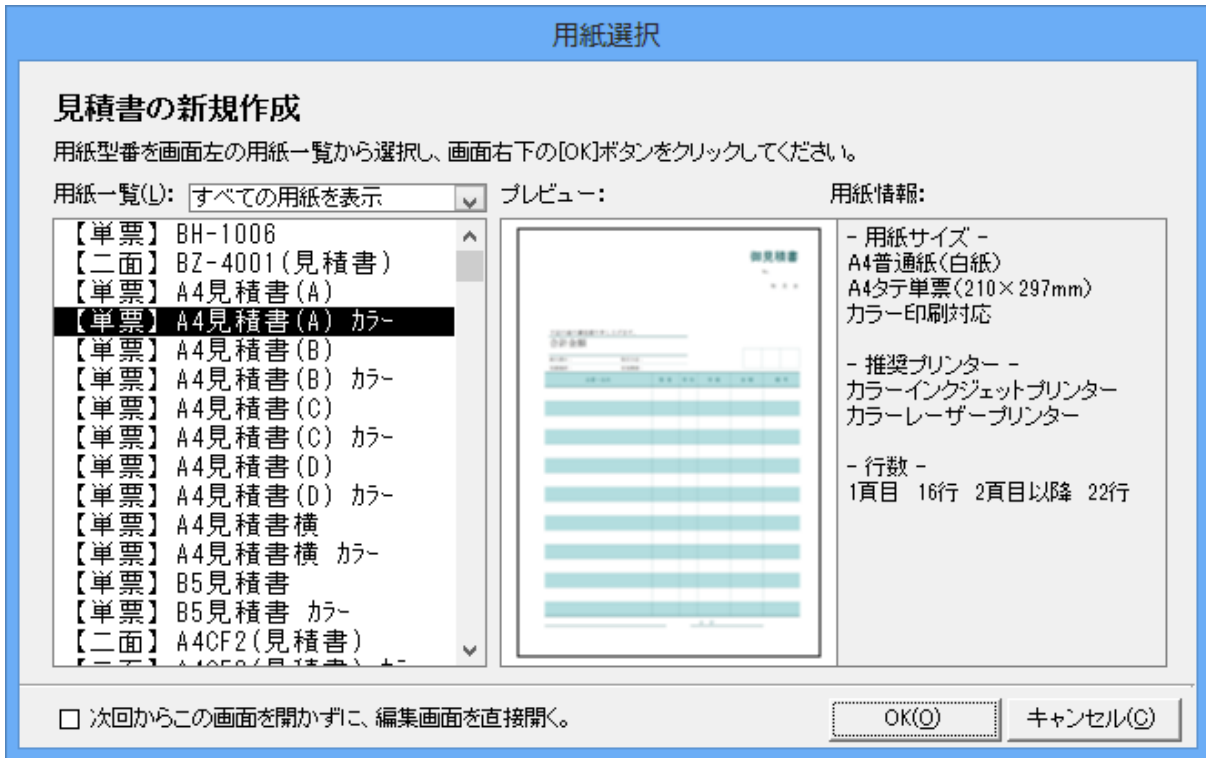 用紙選択
見積書の新規作成
用紙型番を画面左の用紙一覧から選択し、画面右下の[OK]ボタンをクリックしてください。
用紙一覧(L): すべての用紙を表示
【単票】 BH-1006
【二面】 BZ-4001(見積書)
【単票】 A4見積書(A)
【単票】 A4見積書(A) カラー
【単票】 A4見積書(B)
【単票】 A4見積書(B) カラー
【単票】 A4見積書(C)
【単票】 A4見積書(C) カラー
【単票】 A4見積書(D)
【単票】 A4見積書(D) カラー
【単票】 A4見積書横
【単票】 A4見積書横 カラー
【単票】 B5見積書
【単票】 B5見積書 カラー
【二面】 A4CF2(見積書)
プレビュー:
御見積書
合計金額
用紙情報:
- 用紙サイズ -
A4普通紙(白紙)
A4タテ単票(210×297mm)
カラー印刷対応
- 推奨プリンター -
カラーインクジェットプリンター
カラーレーザープリンター
- 行数 -
1頁目 16行 2頁目以降 22行
次回からこの画面を開かずに、編集画面を直接開く。
OK(O)
キャンセル(C)